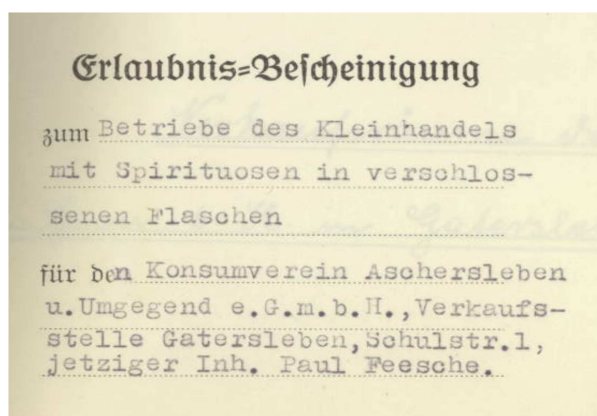 Erlaubnis=Bescheinigung
zum Betriebe des Kleinhandels
mit Spirituosen in verschlos-
senen Flaschen
für den Konsumverein Aschersleben
u.Umgegend e.G.m.b.H.,Verkaufs-
stelle Gatersleben,Schulstr.1,
jetziger Inh. Paul Feesche.